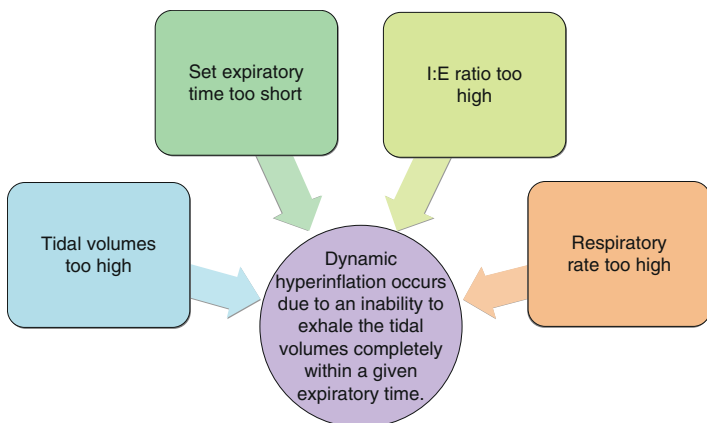 Set expiratory
time too short
I:E ratio too
high
Tidal volumes
too high
Respiratory
rate too high
Dynamic
hyperinflation occurs
due to an inability to
exhale the tidal
volumes completely
within a given
expiratory time.